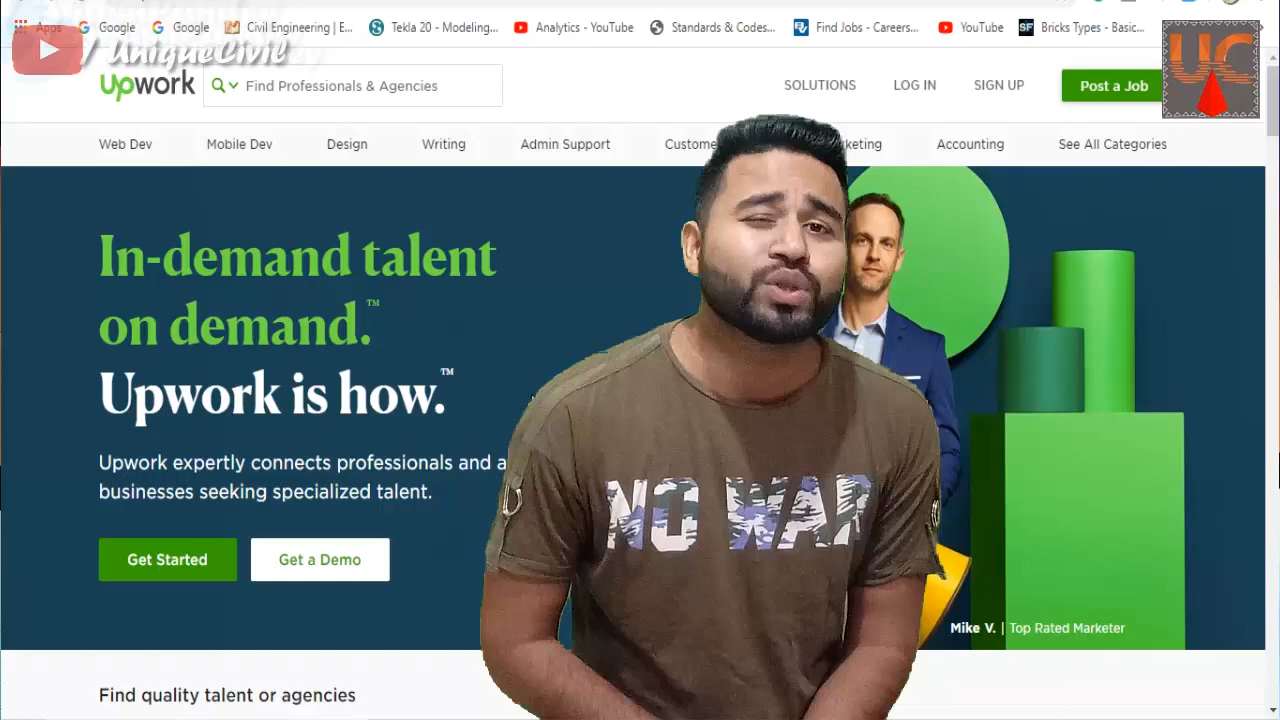 Apps Google Google Civil Engineering | E... Tekla 20 - Modeling... Analytics - YouTube Standards & Codes... Find Jobs - Careers... YouTube SF Bricks Types - Basic...
/ UniqueCivil
UC
upwork Find Professionals & Agencies SOLUTIONS LOG IN SIGN UP Post a Job
Web Dev Mobile Dev Design Writing Admin Support Custome rketing Accounting See All Categories
In-demand talent
on demand.™
Upwork is how.™
Upwork expertly connects professionals and a
businesses seeking specialized talent.
NO WAR
Get Started Get a Demo
Mike V. | Top Rated Marketer
Find quality talent or agencies